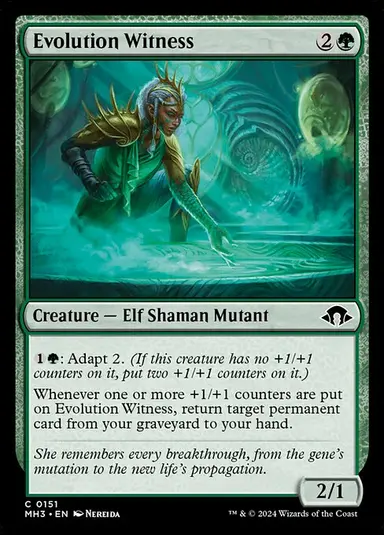 Evolution Witness 2
Creature — Elf Shaman Mutant
1: Adapt 2. (If this creature has no +1/+1
counters on it, put two +1/+1 counters on it.)
Whenever one or more +1/+1 counters are put
on Evolution Witness, return target permanent
card from your graveyard to your hand.
She remembers every breakthrough, from the gene's
mutation to the new life's propagation.
2/1
C 0151
MH3 • EN NEREIDA
™ & © 2024 Wizards of the Coast